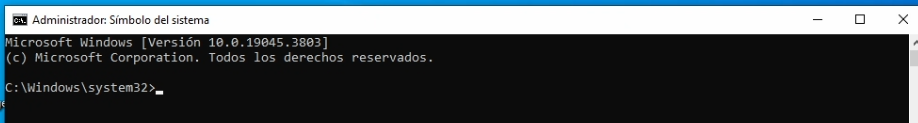 Administrador: Símbolo del sistema
Microsoft Windows [Versión 10.0.19045.3803]
(c) Microsoft Corporation. Todos los derechos reservados.
C:\Windows\system32>